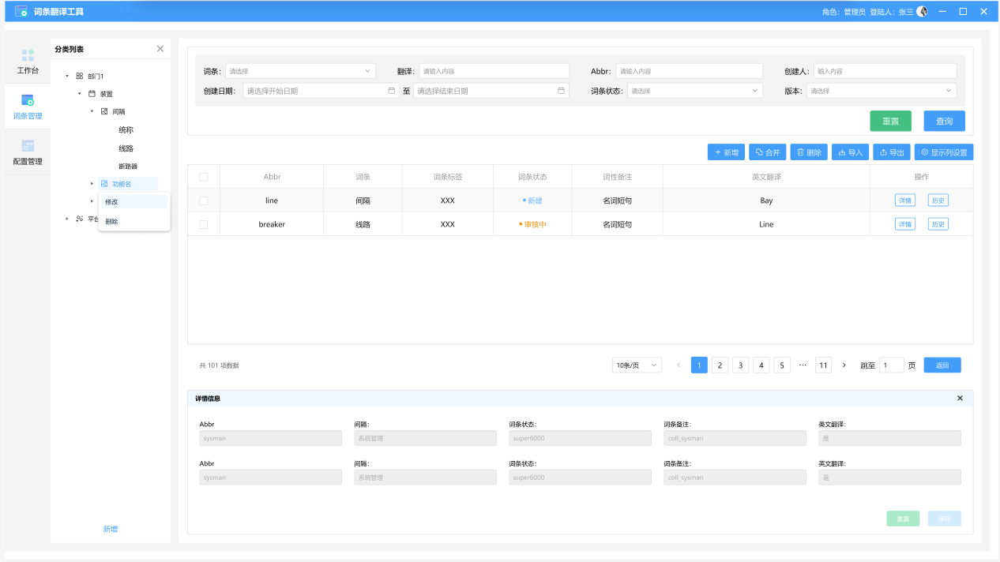 词条翻译工具
角色：管理员 登陆人：张三
工作台
词条管理
配置管理
分类列表
部门1
装置
间隔
统称
线路
断路器
功能名
修改
删除
平台
新增
词条： 请选择 翻译： 请输入内容 Abbr： 请输入内容 创建人： 输入内容
创建日期： 请选择开始日期 至 请选择结束日期 词条状态： 请选择 版本： 请选择
重置 查询
+ 新增 合并 删除 导入 导出 显示列设置
Abbr 词条 词条标签 词条状态 词性备注 英文翻译 操作
line 间隔 XXX 新建 名词短句 Bay 详情 历史
breaker 线路 XXX 审核中 名词短句 Line 详情 历史
共 101 项数据 10条/页 1 2 3 4 5 ··· 11 跳至 1 页 返回
详情信息
Abbr 间隔： 词条状态： 词条备注： 英文翻译：
sysman 系统管理 super6000 coll_sysman 是
Abbr 间隔： 词条状态： 词条备注： 英文翻译：
sysman 系统管理 super6000 coll_sysman 是
重置 保存